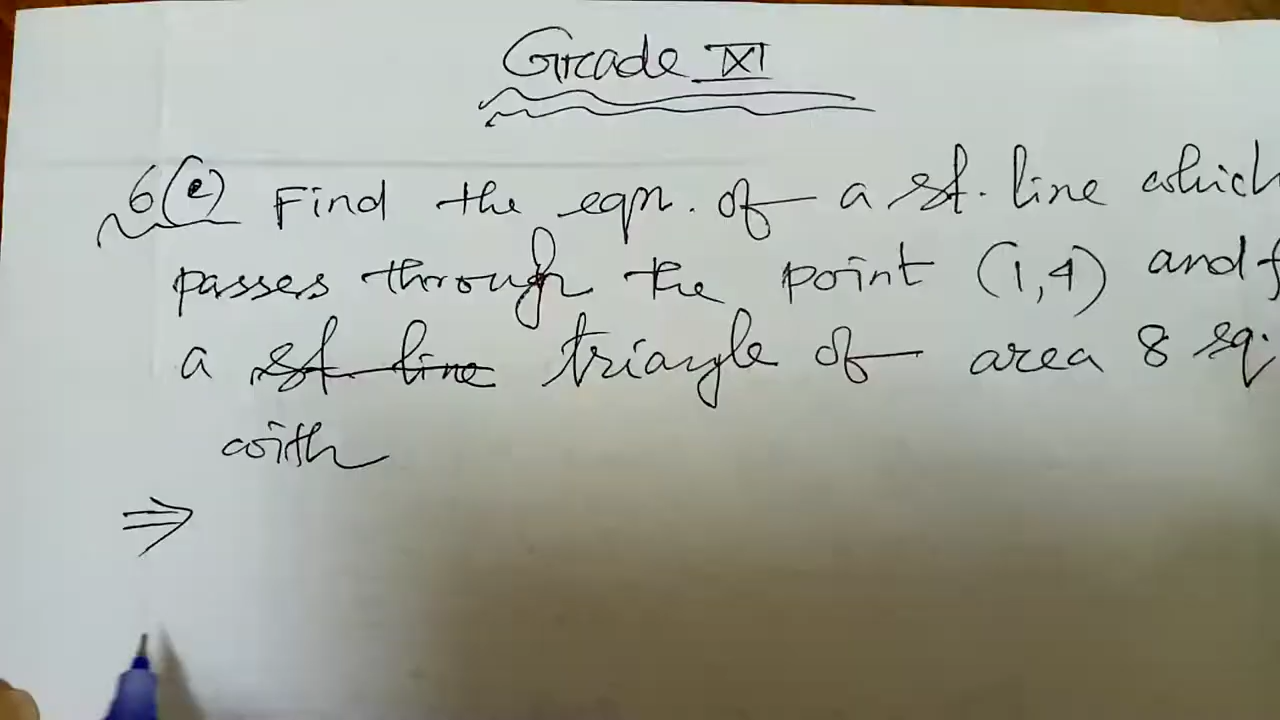 Grade XI
6(e) Find the eqn. of a st. line which
passes through the point (1,4) and f
a st line triangle of area 8 sq.
with
⇒